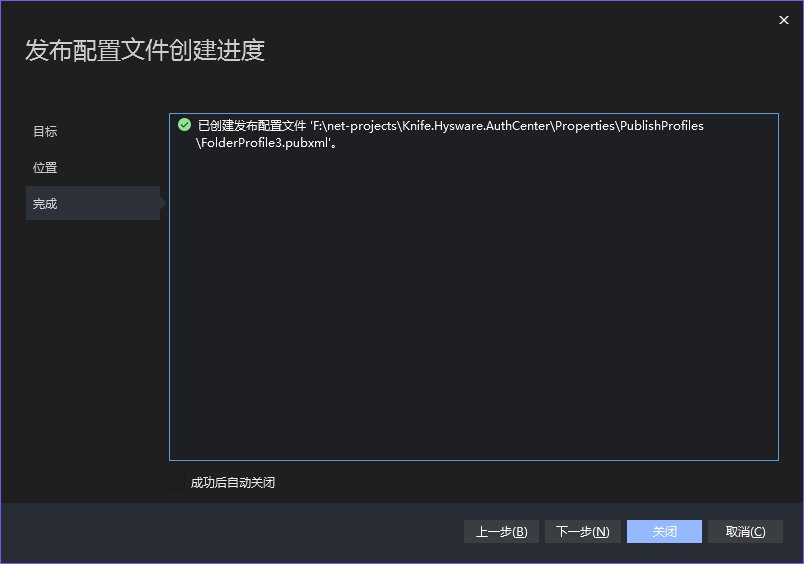 发布配置文件创建进度
目标
位置
完成
已创建发布配置文件 'F:\net-projects\Knife.Hysware.AuthCenter\Properties\PublishProfiles
\FolderProfile3.pubxml'。
成功后自动关闭
上一步(B) 下一步(N) 关闭 取消(C)